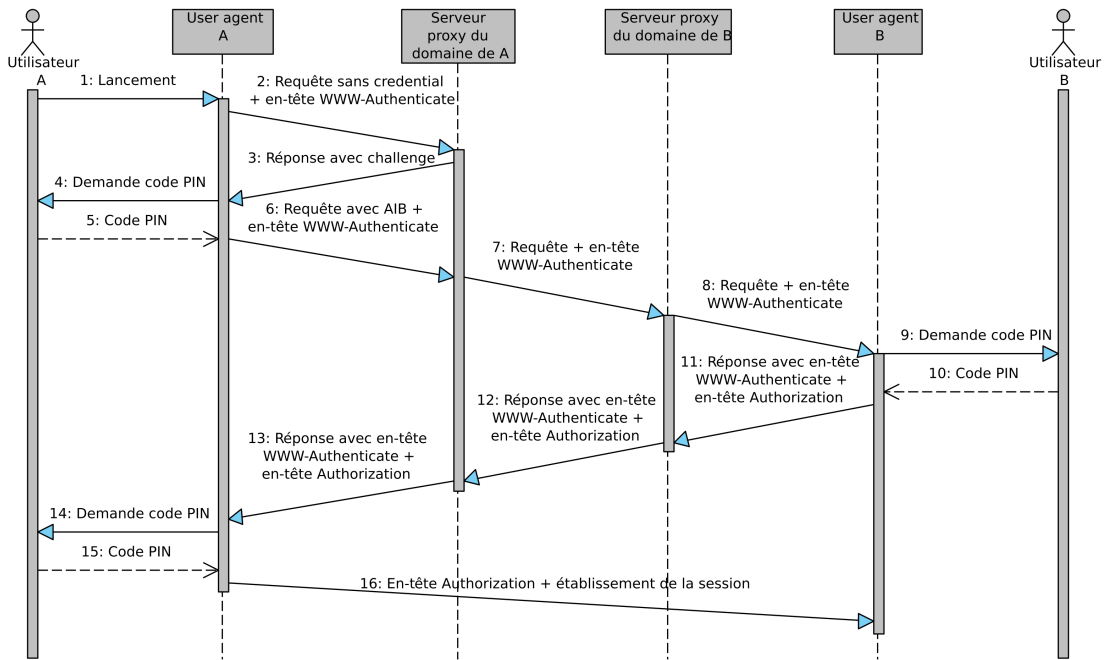 Utilisateur
A
User agent
A
Serveur
proxy du
domaine de A
Serveur proxy
du domaine de B
User agent
B
Utilisateur
B
1: Lancement
2: Requête sans credential
+ en-tête WWW-Authenticate
3: Réponse avec challenge
4: Demande code PIN
5: Code PIN
6: Requête avec AIB +
en-tête WWW-Authenticate
7: Requête + en-tête
WWW-Authenticate
8: Requête + en-tête
WWW-Authenticate
9: Demande code PIN
10: Code PIN
11: Réponse avec en-tête
WWW-Authenticate +
en-tête Authorization
12: Réponse avec en-tête
WWW-Authenticate +
en-tête Authorization
13: Réponse avec en-tête
WWW-Authenticate +
en-tête Authorization
14: Demande code PIN
15: Code PIN
16: En-tête Authorization + établissement de la session